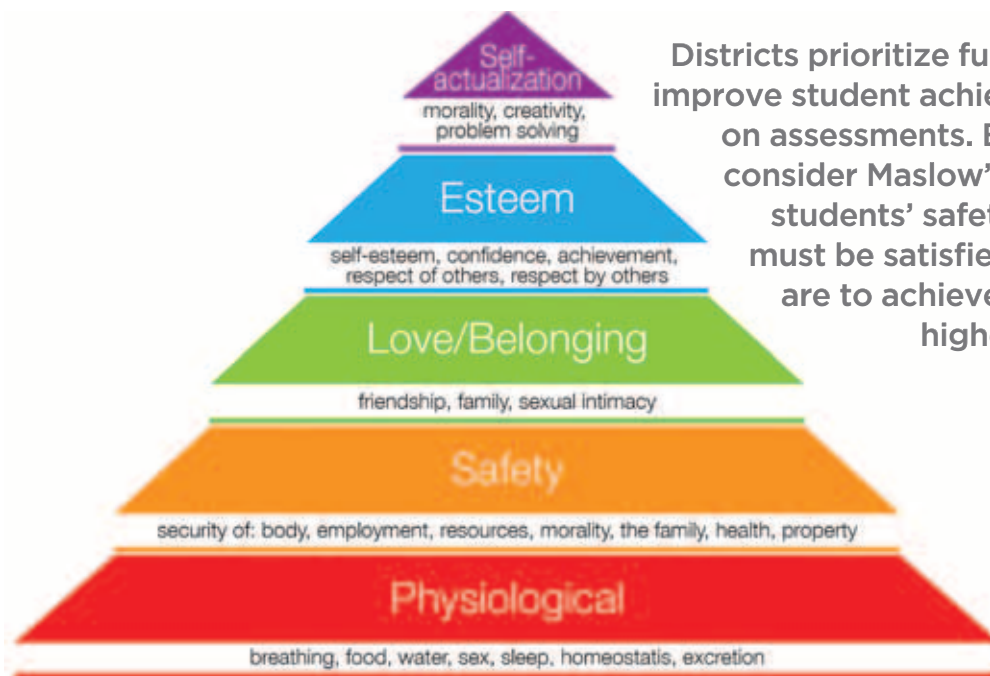 Self-
actualization
morality, creativity,
problem solving
Esteem
self-esteem, confidence, achievement,
respect of others, respect by others
Love/Belonging
friendship, family, sexual intimacy
Safety
security of: body, employment, resources, morality, the family, health, property
Physiological
breathing, food, water, sex, sleep, homeostatis, excretion
Districts prioritize
improve student
on assessments.
consider Maslow’
students’
must be
are to achieve